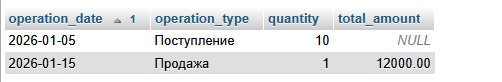 operation_date 1 operation_type quantity total_amount
2026-01-05 Поступление 10 NULL
2026-01-15 Продажа 1 12000.00